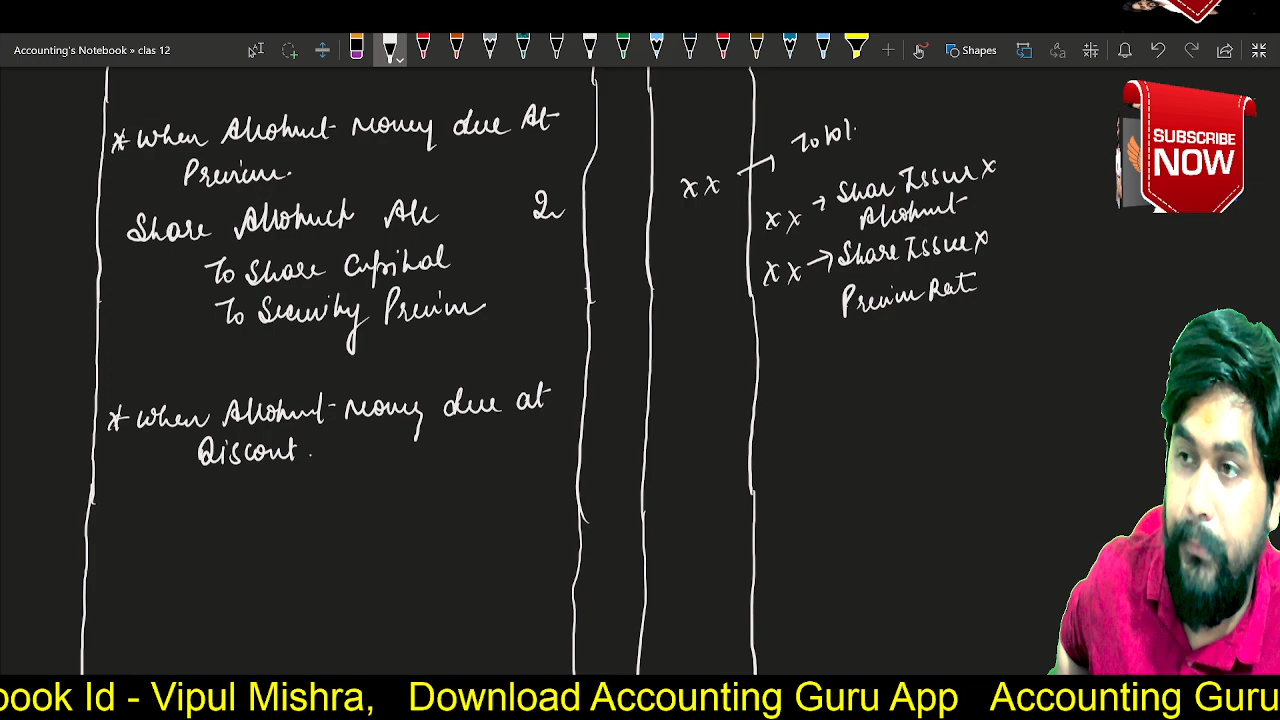 Accounting's Notebook » clas 12
Shapes
SUBSCRIBE
NOW
* When Allotment Money due At
Premium.
Share Allotment A/c
To Share Capital
To Security Premium
xx
Total
xx → Share Issue x
Allotment
xx → Share Issue x
Premium Rate
* When Allotment Money due at
Discount.
book Id - Vipul Mishra, Download Accounting Guru App Accounting Guru